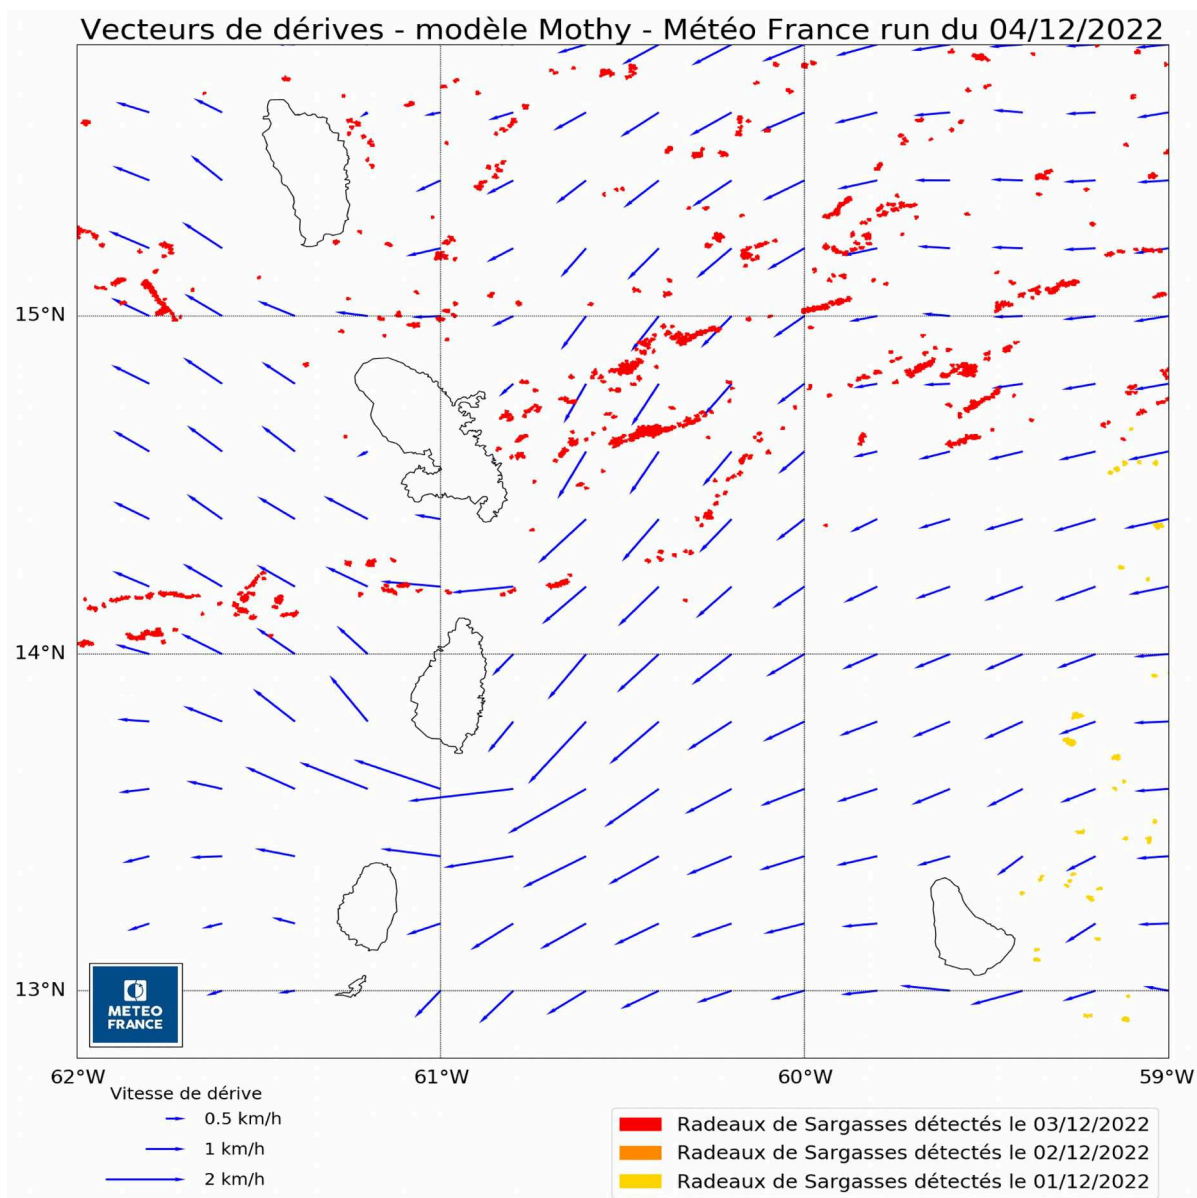 Vecteurs de dérives - modèle Mothy - Météo France run du 04/12/2022
15°N
14°N
13°N
METEO
FRANCE
62°W
61°W
60°W
59°W
Vitesse de dérive
0.5 km/h
1 km/h
2 km/h
Radeaux de Sargasses détectés le 03/12/2022
Radeaux de Sargasses détectés le 02/12/2022
Radeaux de Sargasses détectés le 01/12/2022